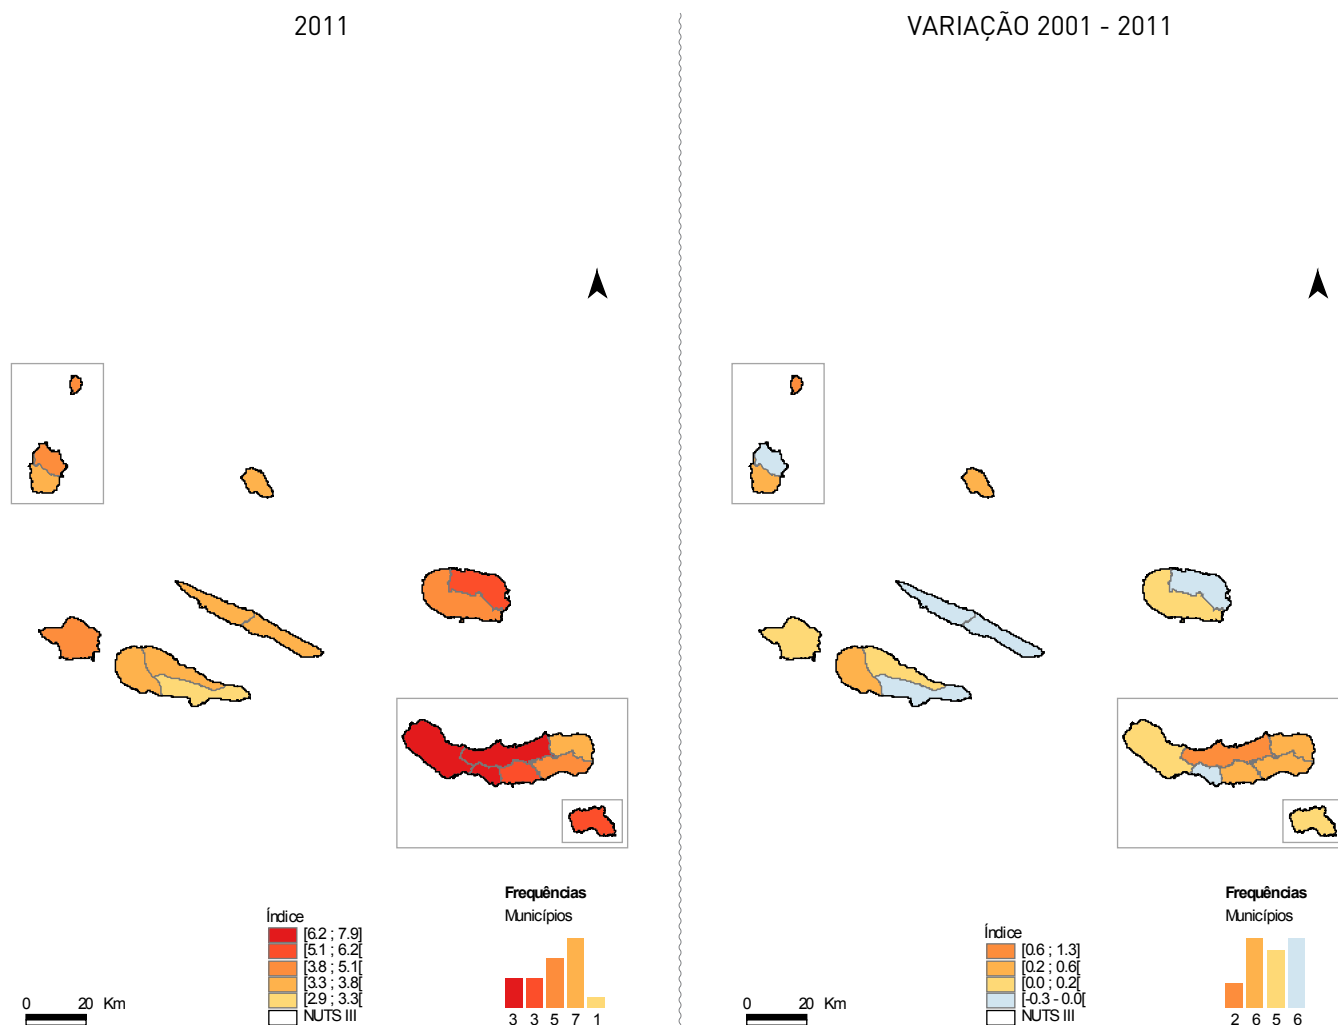 2011
Índice
[6.2 ; 7.9]
[5.1 ; 6.2[
[3.8 ; 5.1[
[3.3 ; 3.8[
[2.9 ; 3.3[
NUTS III
Frequências
Municípios
3 3 5 7 1
0 20 Km
VARIAÇÃO 2001 - 2011
Índice
[0.6 ; 1.3]
[0.2 ; 0.6[
[0.0 ; 0.2[
[-0.3 - 0.0[
NUTS III
Frequências
Municípios
2 6 5 6
0 20 Km